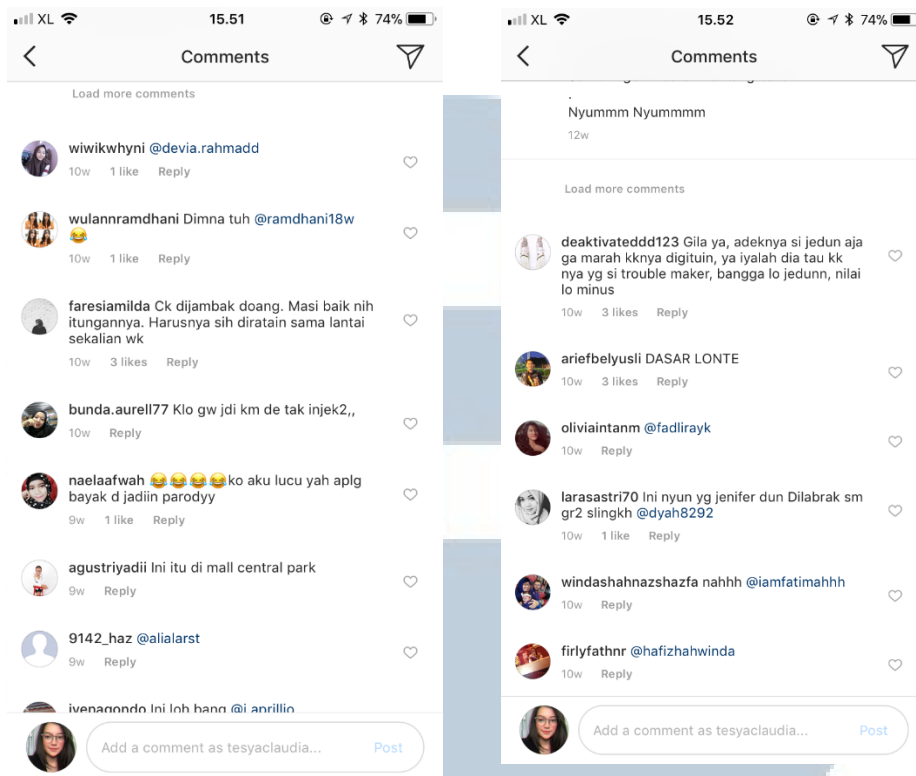 XL 15.51 74%
Comments
Load more comments
wiwikwhyni @devia.rahmadd
10w 1 like Reply
wulannramdhani Dimna tuh @ramdhani18w
😂
10w 1 like Reply
faresiamilda Ck dijambak doang. Masi baik nih
itungannya. Harusnya sih diratain sama lantai
sekalian wk
10w 3 likes Reply
bunda.aurell77 Klo gw jdi km de tak injek2,,
10w Reply
naelaafwah 😂😂😂😂ko aku lucu yah aplg
bayak d jadiin parodyy
9w 1 like Reply
agustriyadii Ini itu di mall central park
9w Reply
9142_haz @alialarst
9w Reply
ivenagondo Ini loh bang @i.aprillio
Add a comment as tesyaclaudia... Post
XL 15.52 74%
Comments
.
Nyummm Nyummmm
12w
Load more comments
deaktivateddd123 Gila ya, adeknya si jedun aja
ga marah kknya digituin, ya iyalah dia tau kk
nya yg si trouble maker, bangga lo jedunn, nilai
lo minus
10w 3 likes Reply
ariefbelyusli DASAR LONTE
10w 3 likes Reply
oliviaintanm @fadlirayk
10w Reply
larasastri70 Ini nyun yg jenifer dun Dilabrak sm
gr2 slingkh @dyah8292
10w 1 like Reply
windashahnazshazfa nahhh @iamfatimahhh
10w Reply
firlyfathnr @hafizhahwinda
10w Reply
Add a comment as tesyaclaudia... Post